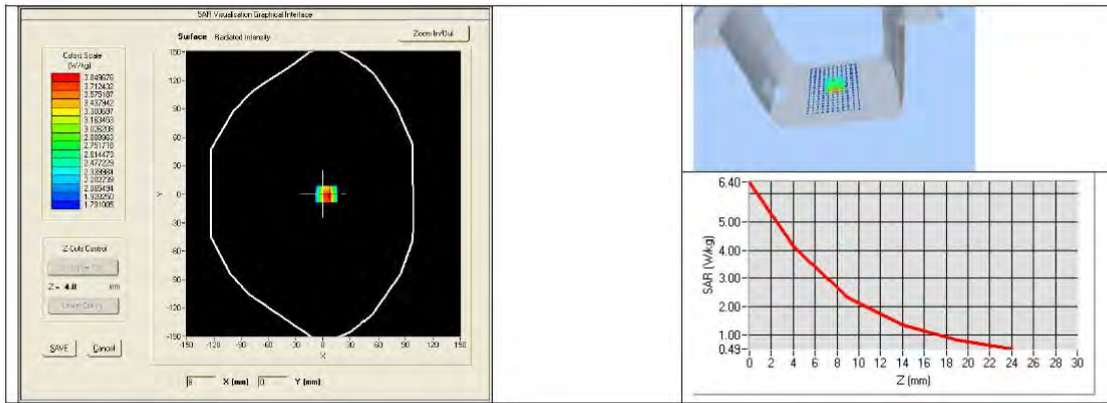 SAR Visualisation Graphical Interface
Surface Radiated Intensity
Zoom In/Out
Colors Scale
(W/kg)
3.849676
3.712432
3.575187
3.437942
3.300697
3.163453
3.026208
2.888963
2.751718
2.614473
2.477229
2.339984
2.202739
2.065494
1.928250
1.791005
Z-Cuts Control
Z = 4.0 mm
SAVE
Cancel
150
120
90
60
30
0
-30
-60
-90
-120
-150
Y
-150 -120 -90 -60 -30 0 30 60 90 120 150
X
8 X (mm) 0 Y (mm)
6.40
5.00
4.00
3.00
2.00
1.00
0.49
SAR (W/kg)
0 2 4 6 8 10 12 14 16 18 20 22 24 26 28 30
Z (mm)